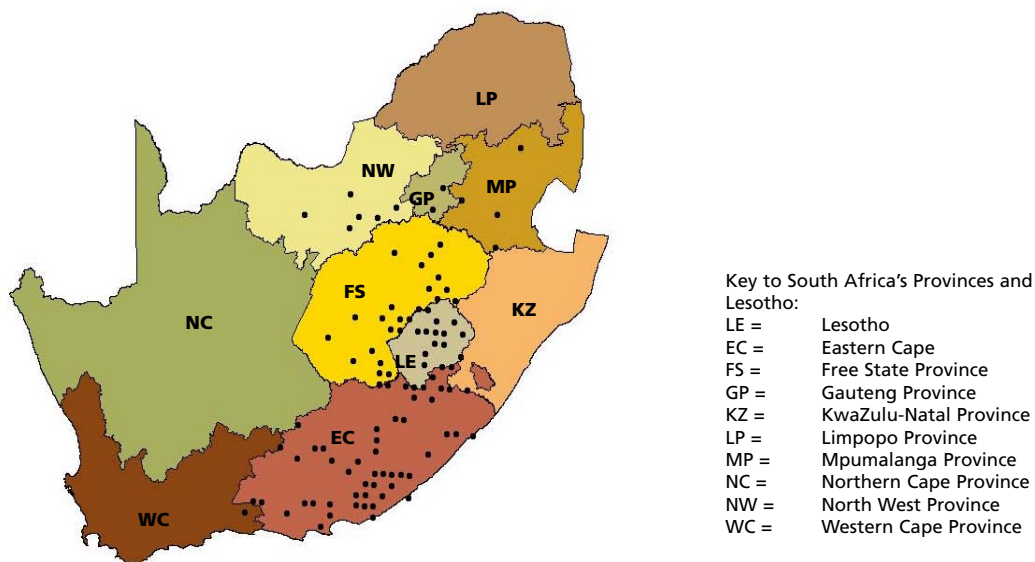 LP
NW
MP
GP
FS
KZ
NC
LE
EC
WC
Key to South Africa's Provinces and
Lesotho:
LE = Lesotho
EC = Eastern Cape
FS = Free State Province
GP = Gauteng Province
KZ = KwaZulu-Natal Province
LP = Limpopo Province
MP = Mpumalanga Province
NC = Northern Cape Province
NW = North West Province
WC = Western Cape Province